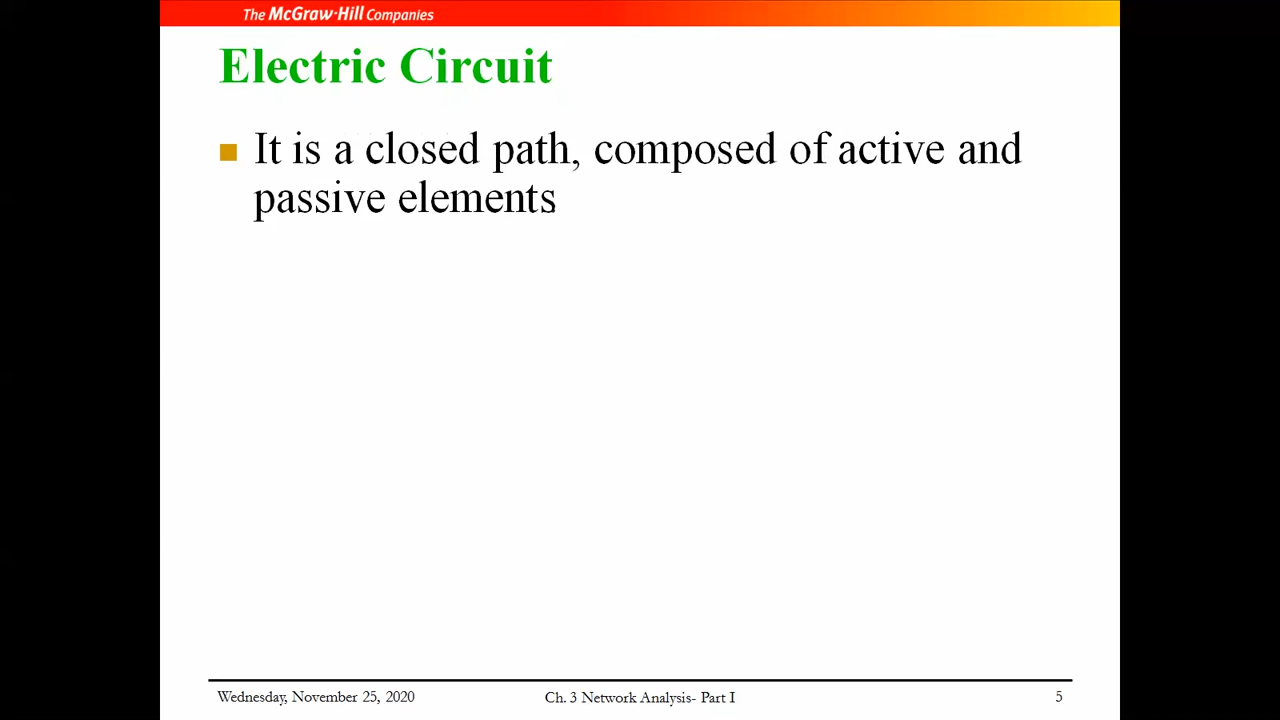 The McGraw·Hill Companies
Electric Circuit
It is a closed path, composed of active and
passive elements
Wednesday, November 25, 2020
Ch. 3 Network Analysis- Part I
5